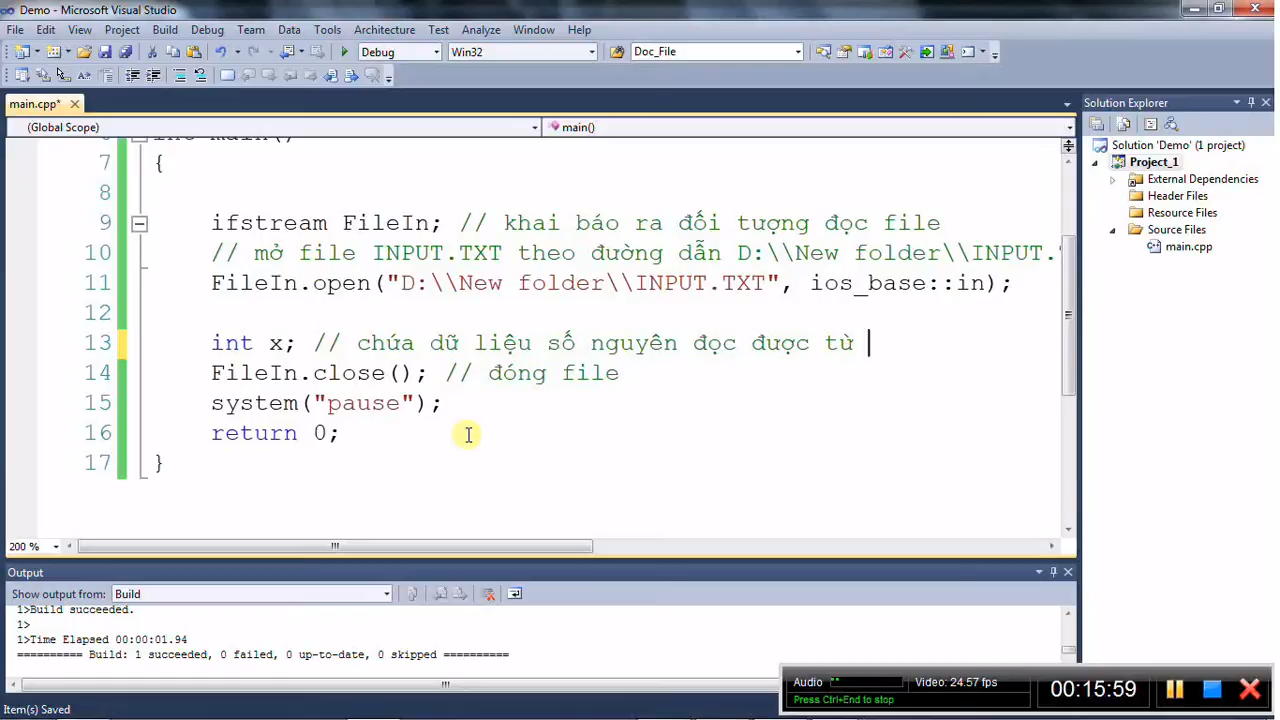 Demo - Microsoft Visual Studio
File Edit View Project Build Debug Team Data Tools Architecture Test Analyze Window Help
Debug Win32 Doc_File
main.cpp* Solution Explorer
(Global Scope) main()
Solution 'Demo' (1 project)
Project_1
External Dependencies
Header Files
Resource Files
Source Files
main.cpp
7 {
8
9 ifstream FileIn; // khai báo ra đối tượng đọc file
10 // mở file INPUT.TXT theo đường dẫn D:\\New folder\\INPUT.
11 FileIn.open("D:\\New folder\\INPUT.TXT", ios_base::in);
12
13 int x; // chứa dữ liệu số nguyên đọc được từ
14 FileIn.close(); // đóng file
15 system("pause");
16 return 0;
17 }
200 %
Output
Show output from: Build
1>Build succeeded.
1>
1>Time Elapsed 00:00:01.94
========== Build: 1 succeeded, 0 failed, 0 up-to-date, 0 skipped ==========
Audio Video: 24.57 fps
Press Ctrl+End to stop
00:15:59
Item(s) Saved